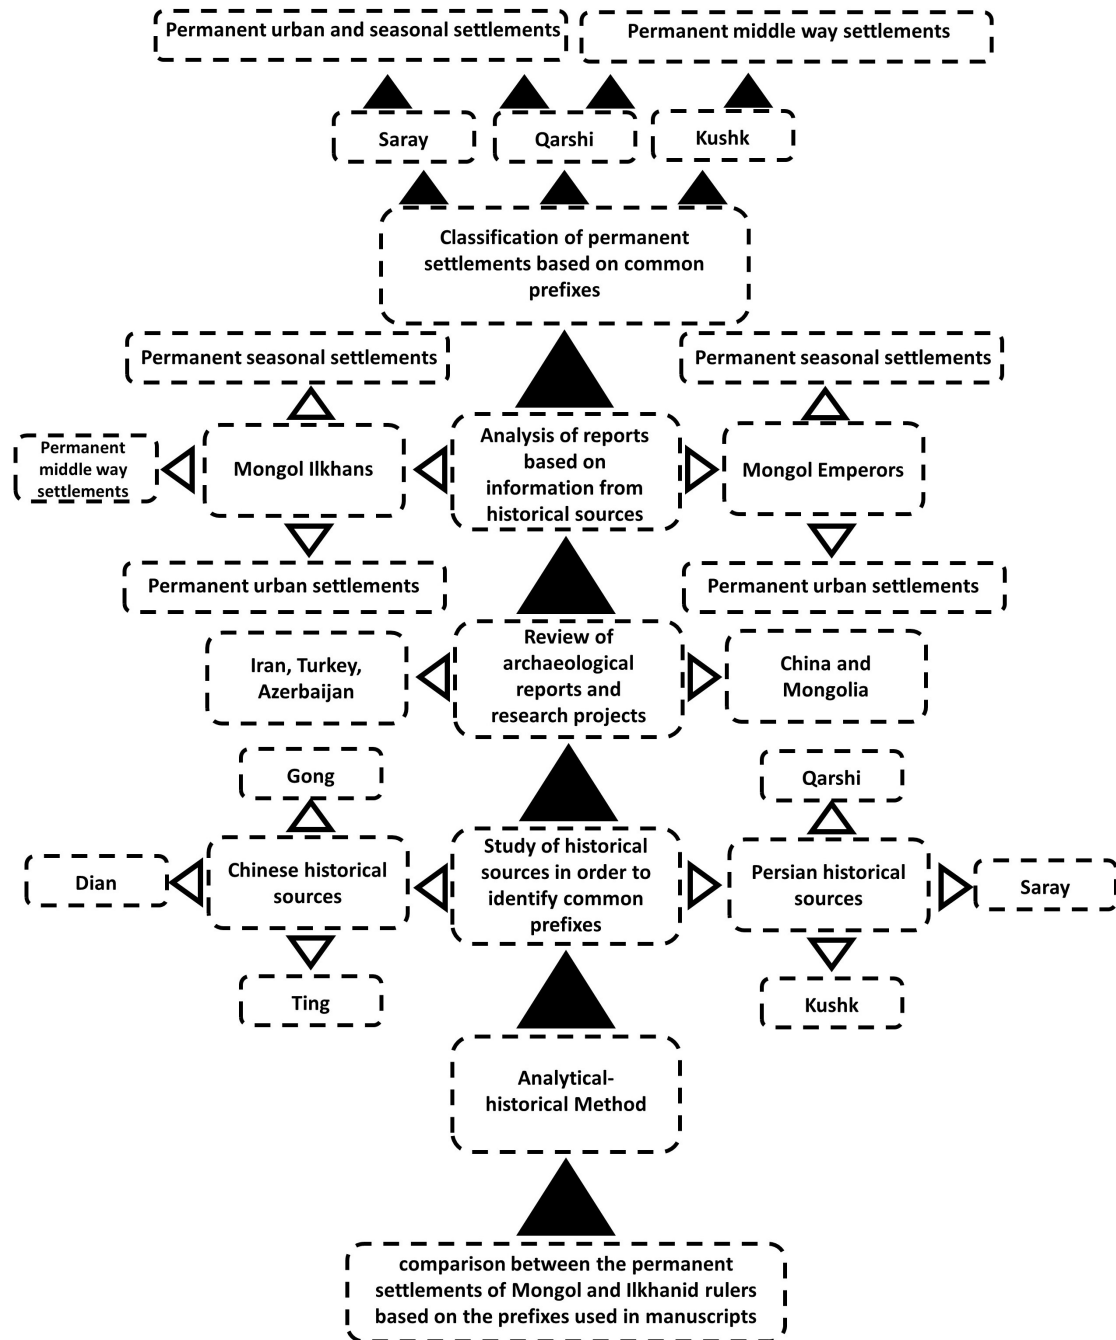 Permanent urban and seasonal settlements
Permanent middle way settlements
Saray
Qarshi
Kushk
Classification of permanent
settlements based on common
prefixes
Permanent seasonal settlements
Permanent seasonal settlements
Permanent
middle way
settlements
Mongol Ilkhans
Analysis of reports
based on
information from
historical sources
Mongol Emperors
Permanent urban settlements
Permanent urban settlements
Iran, Turkey,
Azerbaijan
Review of
archaeological
reports and
research projects
China and
Mongolia
Gong
Qarshi
Dian
Chinese historical
sources
Study of historical
sources in order to
identify common
prefixes
Persian historical
sources
Saray
Ting
Kushk
Analytical-
historical Method
comparison between the permanent
settlements of Mongol and Ilkhanid rulers
based on the prefixes used in manuscripts